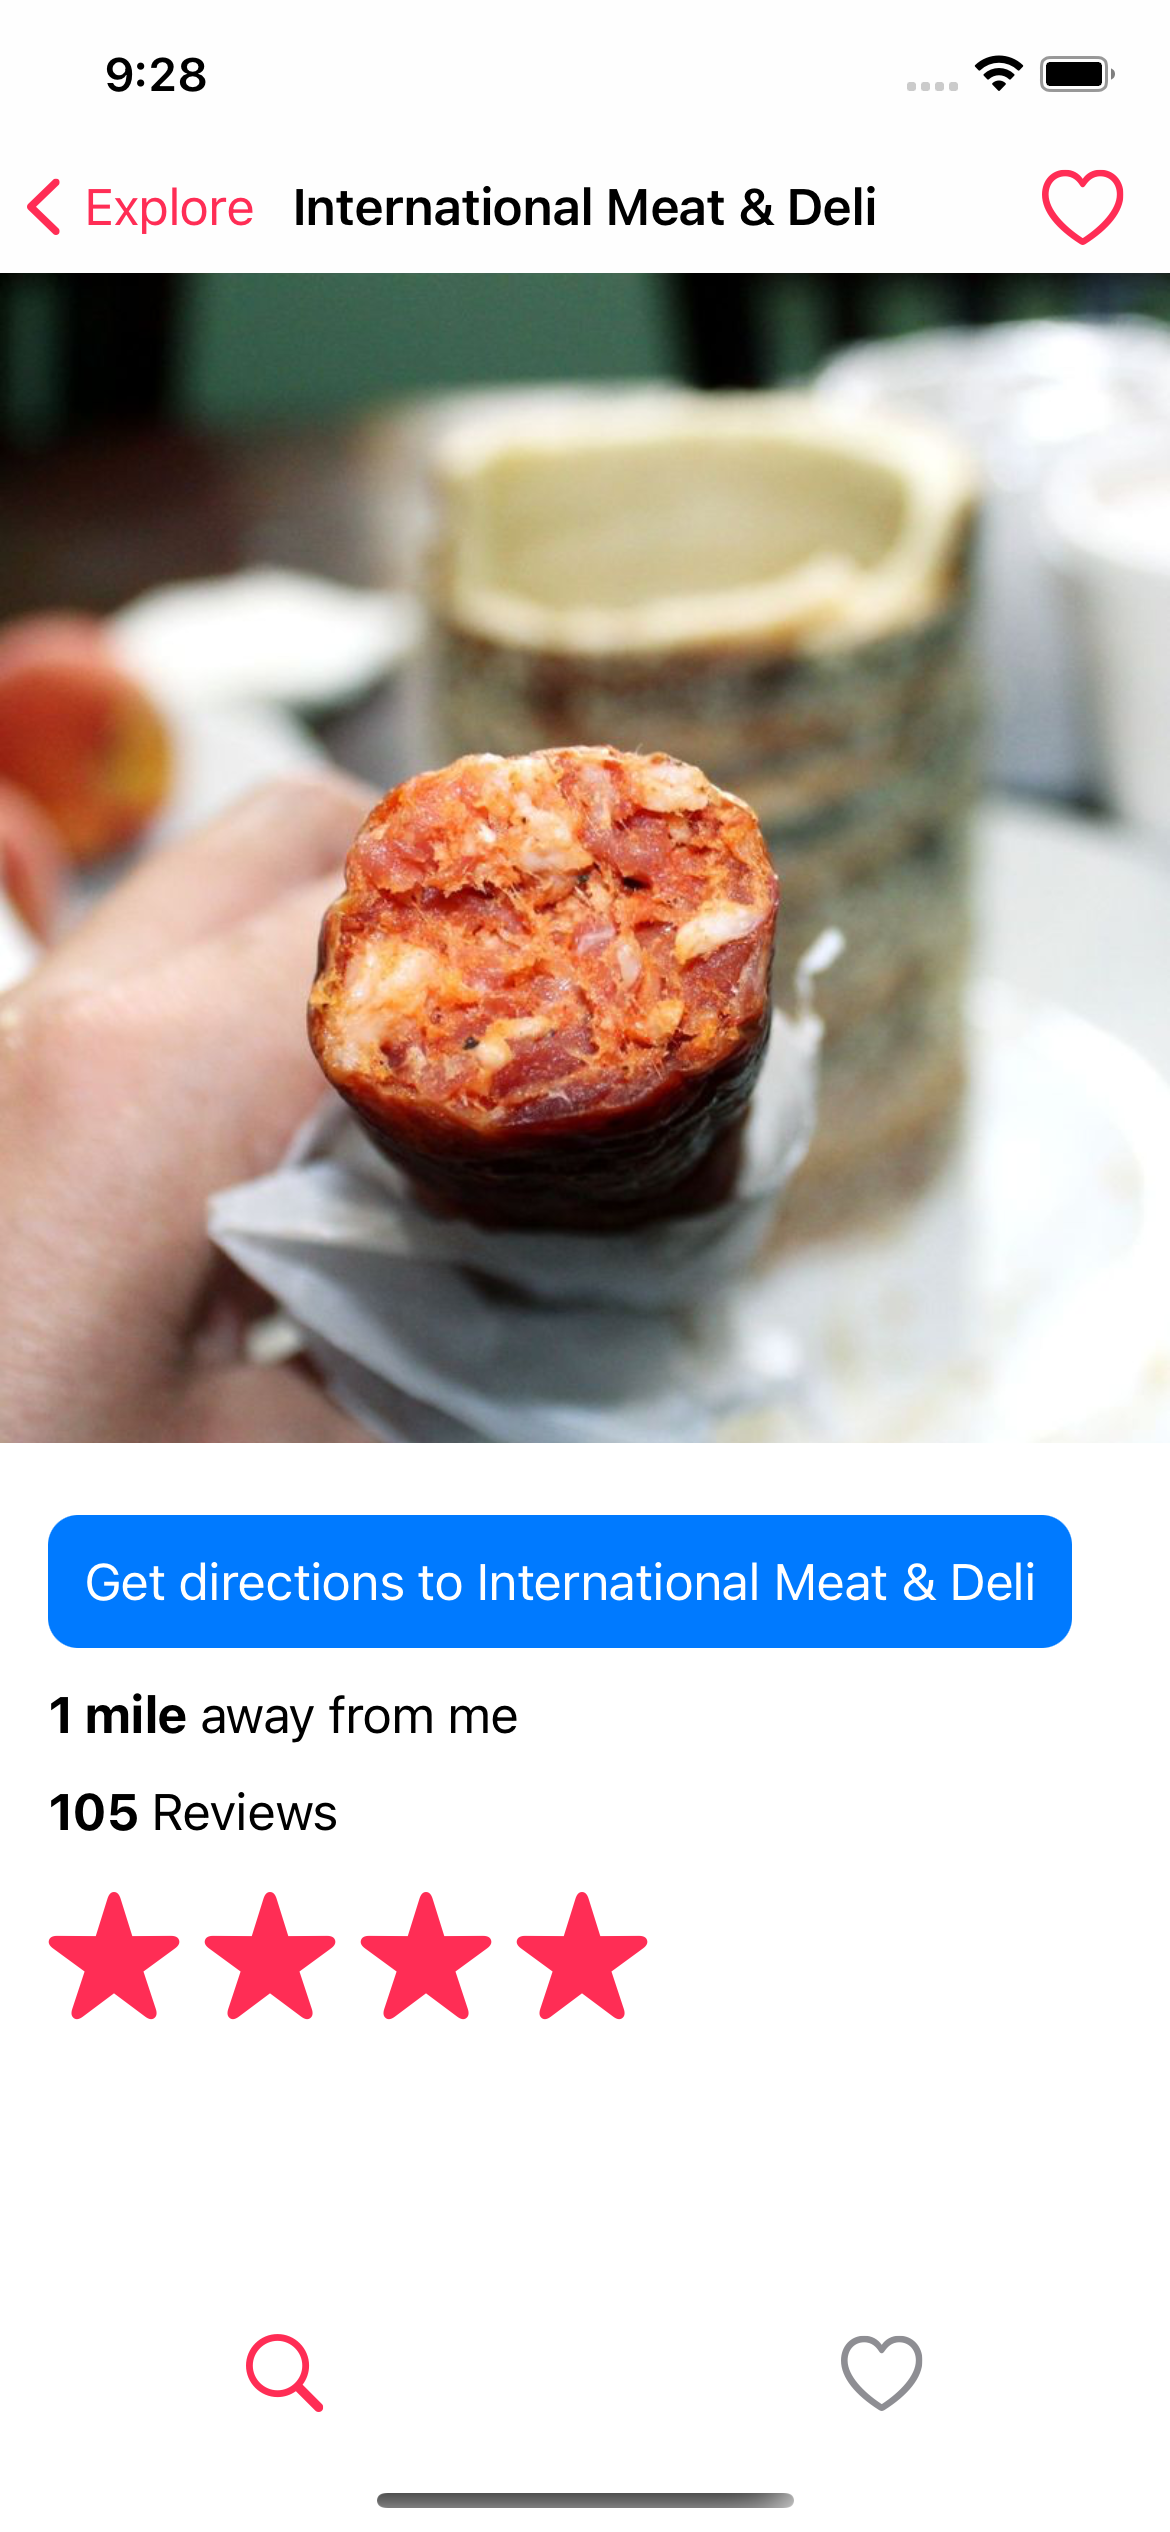 9:28
Explore International Meat & Deli
Get directions to International Meat & Deli
1 mile away from me
105 Reviews